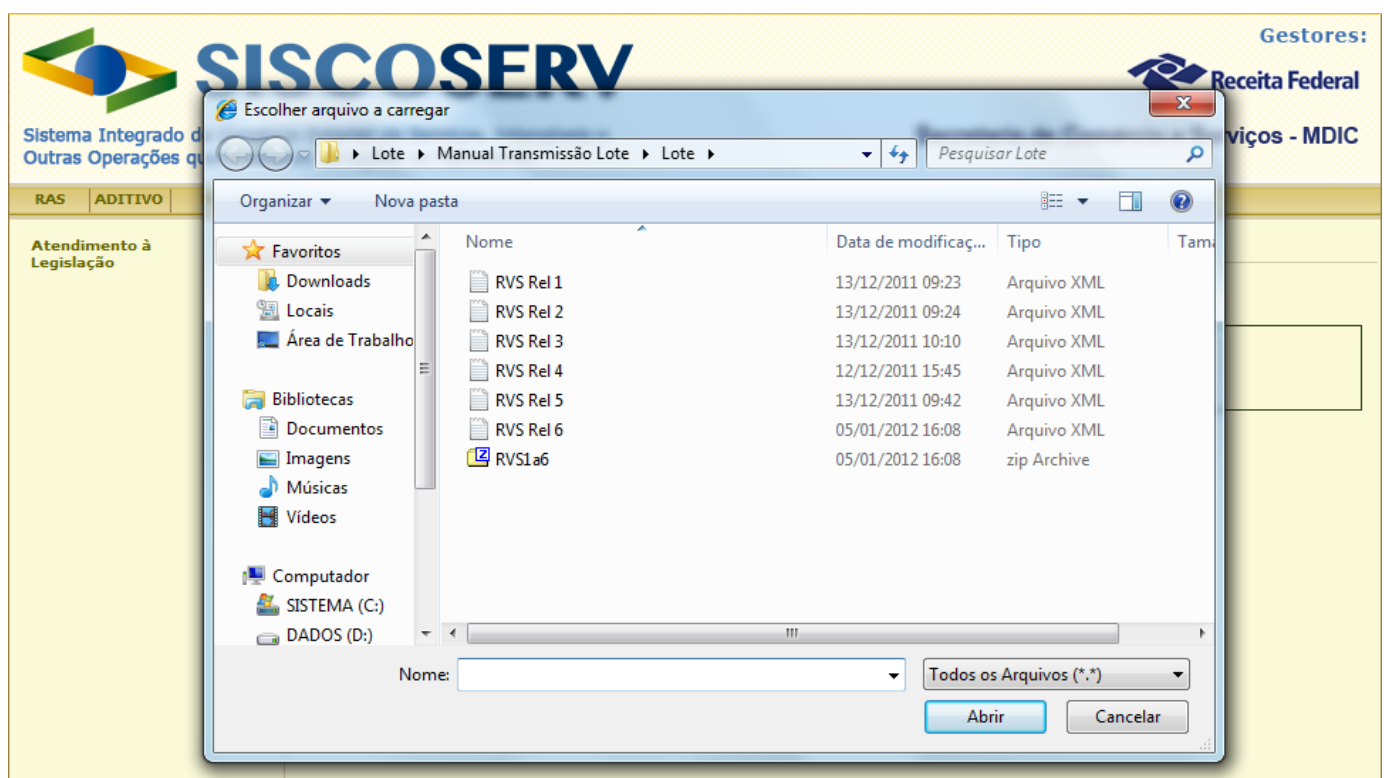 Gestores:
SISCOSERV
Receita Federal
Escolher arquivo a carregar
Sistema Integrado d
viços - MDIC
Outras Operações qu
Lote Manual Transmissão Lote Lote
Pesquisar Lote
RAS ADITIVO
Organizar Nova pasta
Atendimento à
Legislação
Favoritos
Downloads
Locais
Área de Trabalho
Bibliotecas
Documentos
Imagens
Músicas
Vídeos
Computador
SISTEMA (C:)
DADOS (D:)
Nome Data de modificaç... Tipo Tama
RVS Rel 1 13/12/2011 09:23 Arquivo XML
RVS Rel 2 13/12/2011 09:24 Arquivo XML
RVS Rel 3 13/12/2011 10:10 Arquivo XML
RVS Rel 4 12/12/2011 15:45 Arquivo XML
RVS Rel 5 13/12/2011 09:42 Arquivo XML
RVS Rel 6 05/01/2012 16:08 Arquivo XML
RVS1a6 05/01/2012 16:08 zip Archive
Nome: Todos os Arquivos (*.*)
Abrir Cancelar